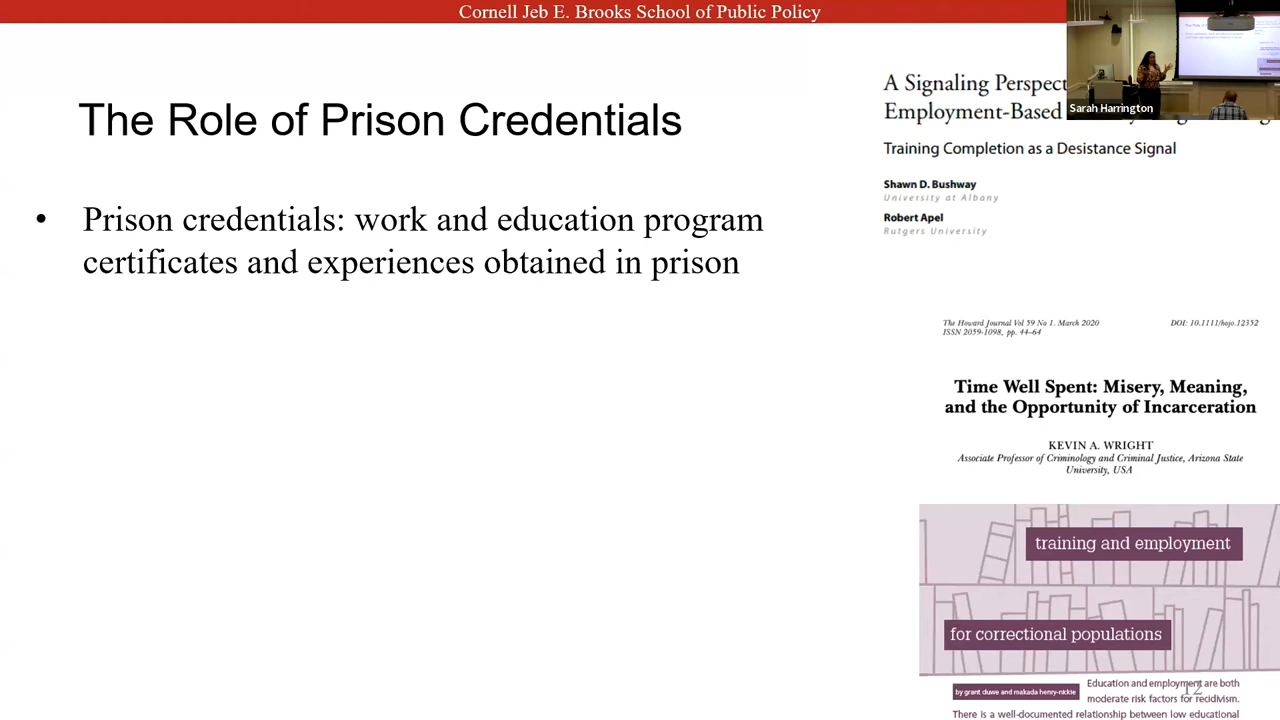 Cornell Jeb E. Brooks School of Public Policy
The Role of Prison Credentials
• Prison credentials: work and education program
certificates and experiences obtained in prison
A Signaling Perspect
Employment-Based
Training Completion as a Desistance Signal
Shawn D. Bushway
University at Albany
Robert Apel
Rutgers University
Sarah Harrington
The Howard Journal Vol 59 No 1. March 2020
DOI: 10.1111/hojo.12352
ISSN 2059-1098, pp. 44–64
Time Well Spent: Misery, Meaning,
and the Opportunity of Incarceration
KEVIN A. WRIGHT
Associate Professor of Criminology and Criminal Justice, Arizona State
University, USA
training and employment
for correctional populations
by grant duwe and makada henry-nickie
Education and employment are both
moderate risk factors for recidivism.
There is a well-documented relationship between low educational
12